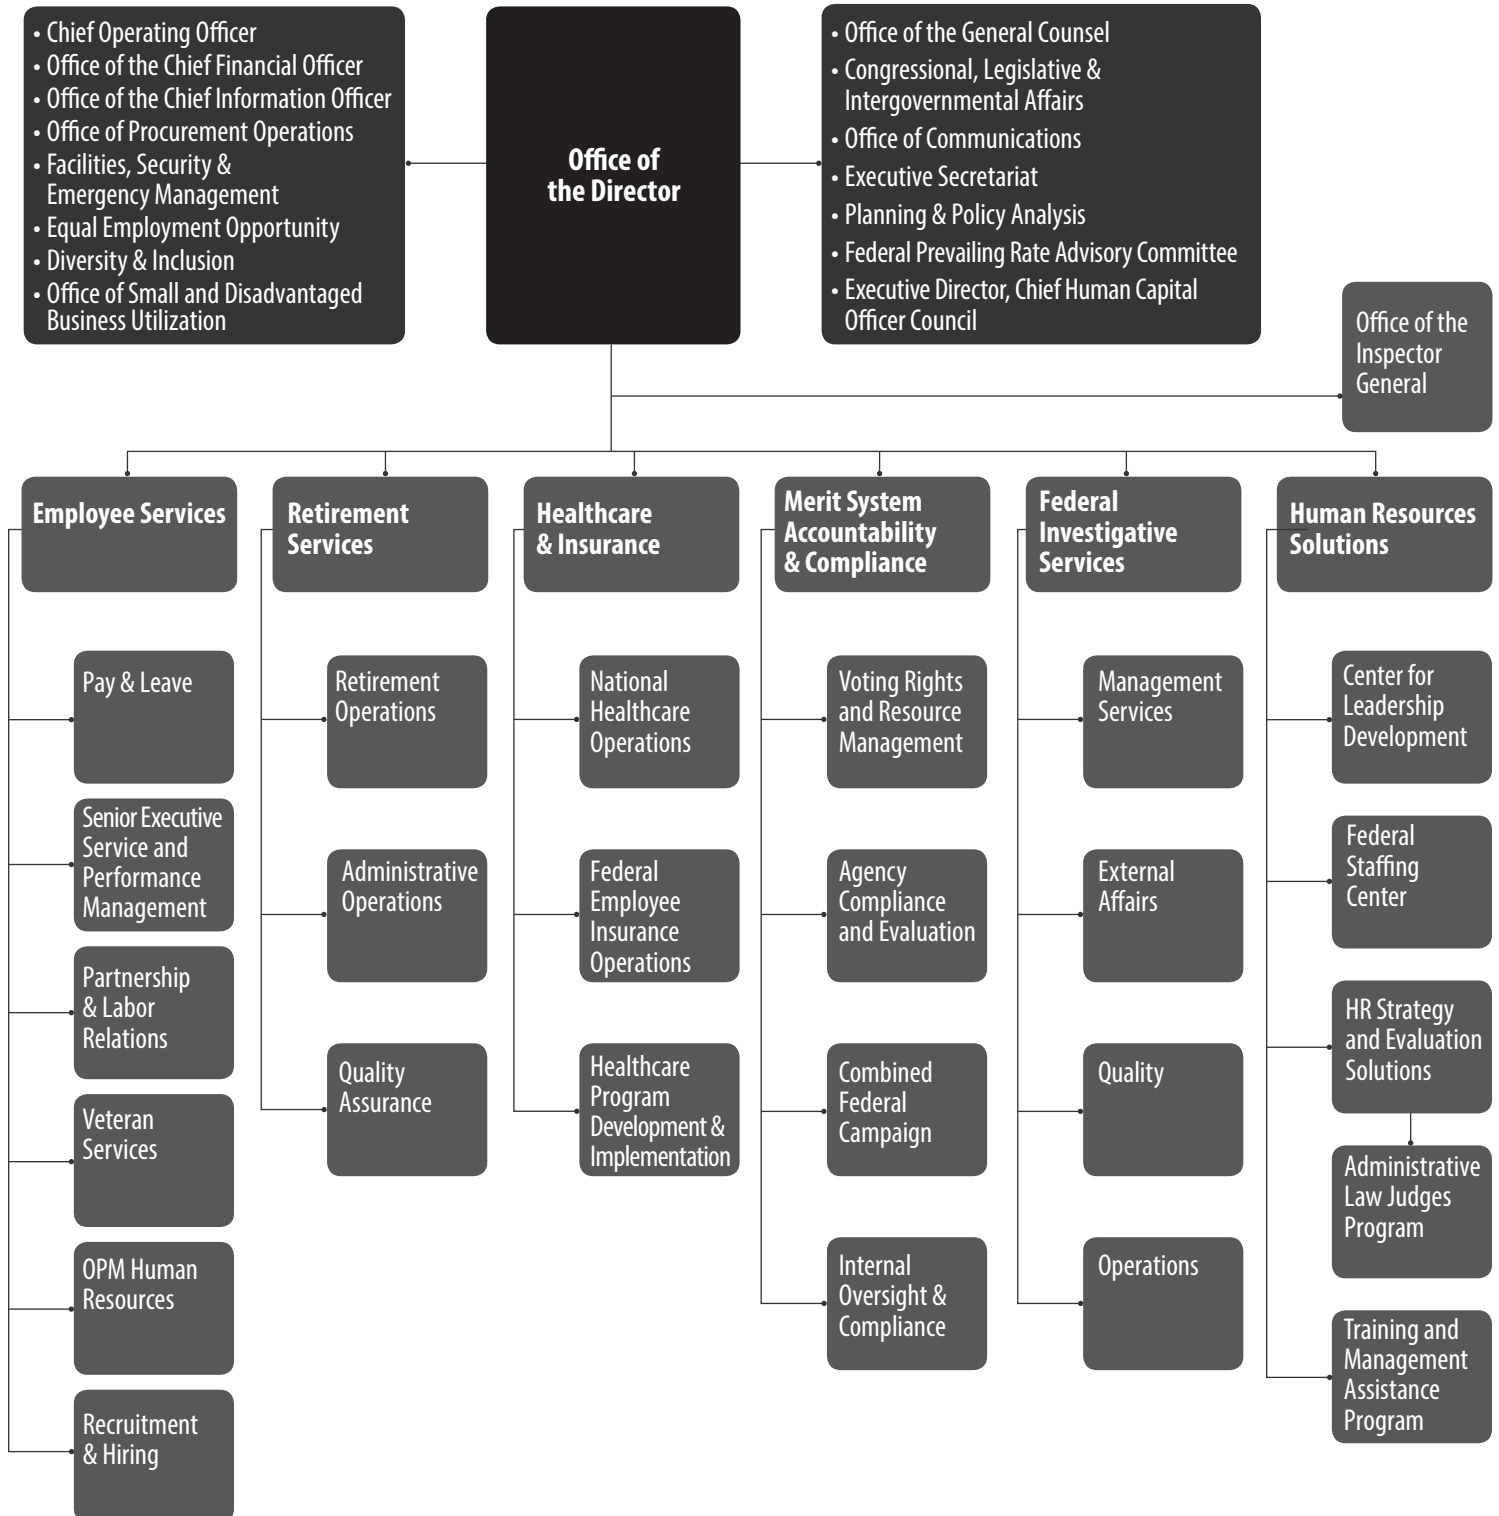 • Chief Operating Officer
• Office of the Chief Financial Officer
• Office of the Chief Information Officer
• Office of Procurement Operations
• Facilities, Security &
Emergency Management
• Equal Employment Opportunity
• Diversity & Inclusion
• Office of Small and Disadvantaged
Business Utilization
Office of
the Director
• Office of the General Counsel
• Congressional, Legislative &
Intergovernmental Affairs
• Office of Communications
• Executive Secretariat
• Planning & Policy Analysis
• Federal Prevailing Rate Advisory Committee
• Executive Director, Chief Human Capital
Officer Council
Office of the
Inspector
General
Employee Services
Pay & Leave
Senior Executive
Service and
Performance
Management
Partnership
& Labor
Relations
Veteran
Services
OPM Human
Resources
Recruitment
& Hiring
Retirement
Services
Retirement
Operations
Administrative
Operations
Quality
Assurance
Healthcare
& Insurance
National
Healthcare
Operations
Federal
Employee
Insurance
Operations
Healthcare
Program
Development &
Implementation
Merit System
Accountability
& Compliance
Voting Rights
and Resource
Management
Agency
Compliance
and Evaluation
Combined
Federal
Campaign
Internal
Oversight &
Compliance
Federal
Investigative
Services
Management
Services
External
Affairs
Quality
Operations
Human Resources
Solutions
Center for
Leadership
Development
Federal
Staffing
Center
HR Strategy
and Evaluation
Solutions
Administrative
Law Judges
Program
Training and
Management
Assistance
Program